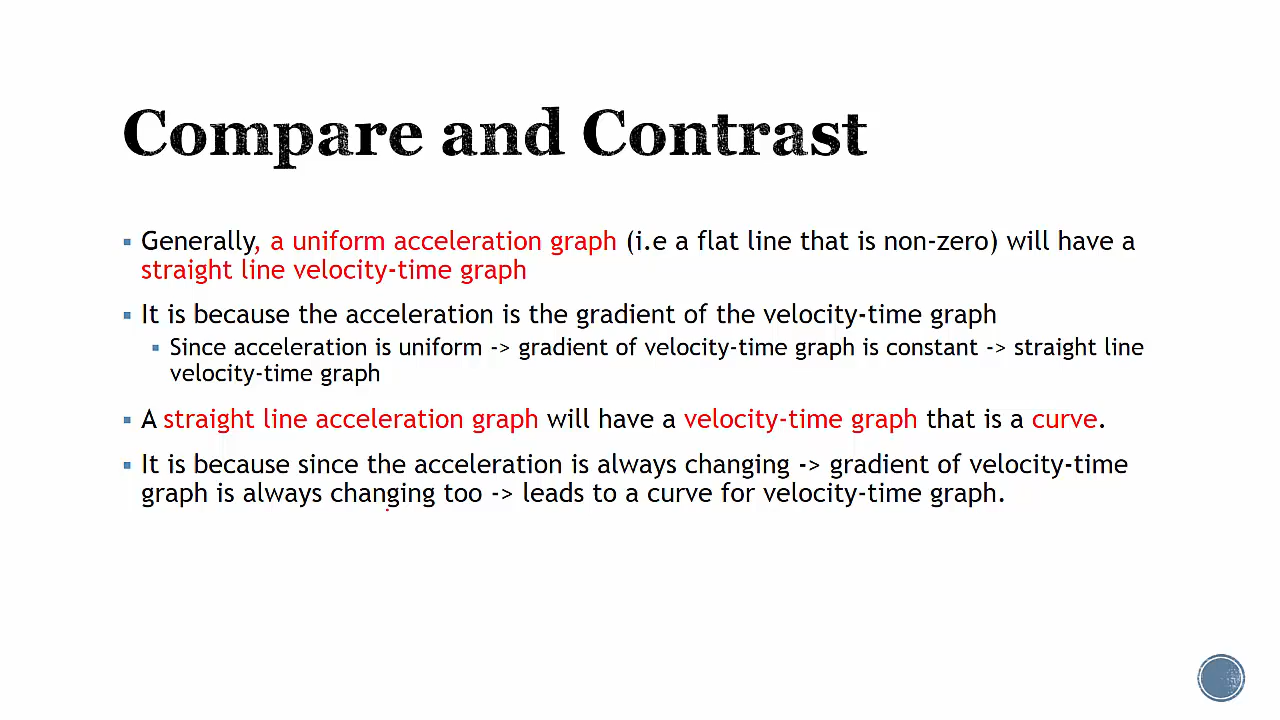 Compare and Contrast
Generally, a uniform acceleration graph (i.e a flat line that is non-zero) will have a
straight line velocity-time graph
It is because the acceleration is the gradient of the velocity-time graph
Since acceleration is uniform -> gradient of velocity-time graph is constant -> straight line
velocity-time graph
A straight line acceleration graph will have a velocity-time graph that is a curve.
It is because since the acceleration is always changing -> gradient of velocity-time
graph is always changing too -> leads to a curve for velocity-time graph.